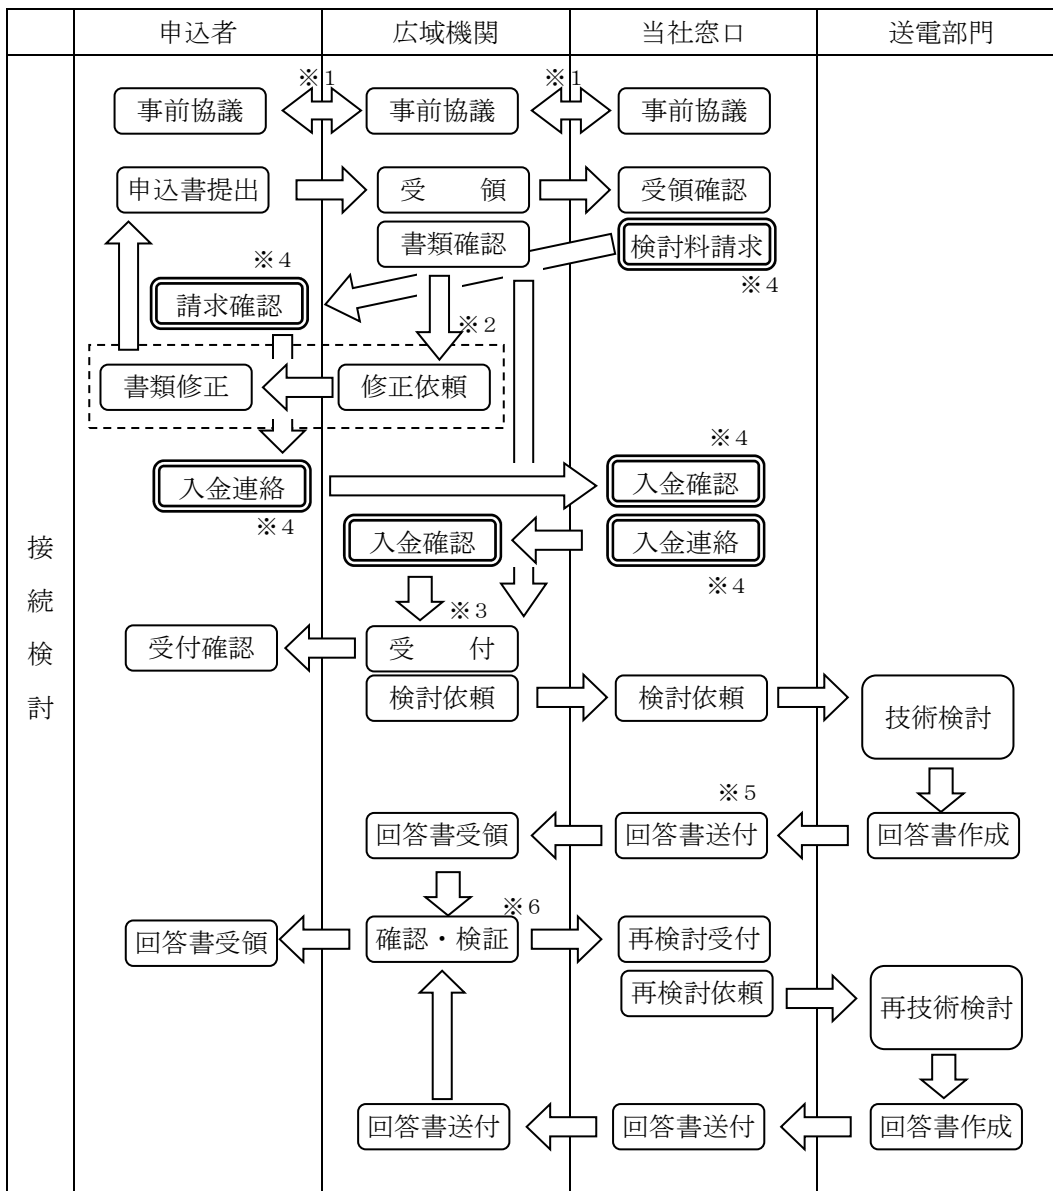 申込者 広域機関 当社窓口 送電部門
接続検討
※1 ※1
事前協議 事前協議 事前協議
申込書提出 受　領 受領確認
書類確認 検討料請求
※4 ※4
請求確認
※2
書類修正 修正依頼
※4
入金連絡 入金確認
※4
入金確認 入金連絡
※4
※3
受付確認 受　付
検討依頼 検討依頼 技術検討
※5
回答書受領 回答書送付 回答書作成
※6
回答書受領 確認・検証 再検討受付
再検討依頼 再技術検討
回答書送付 回答書送付 回答書作成